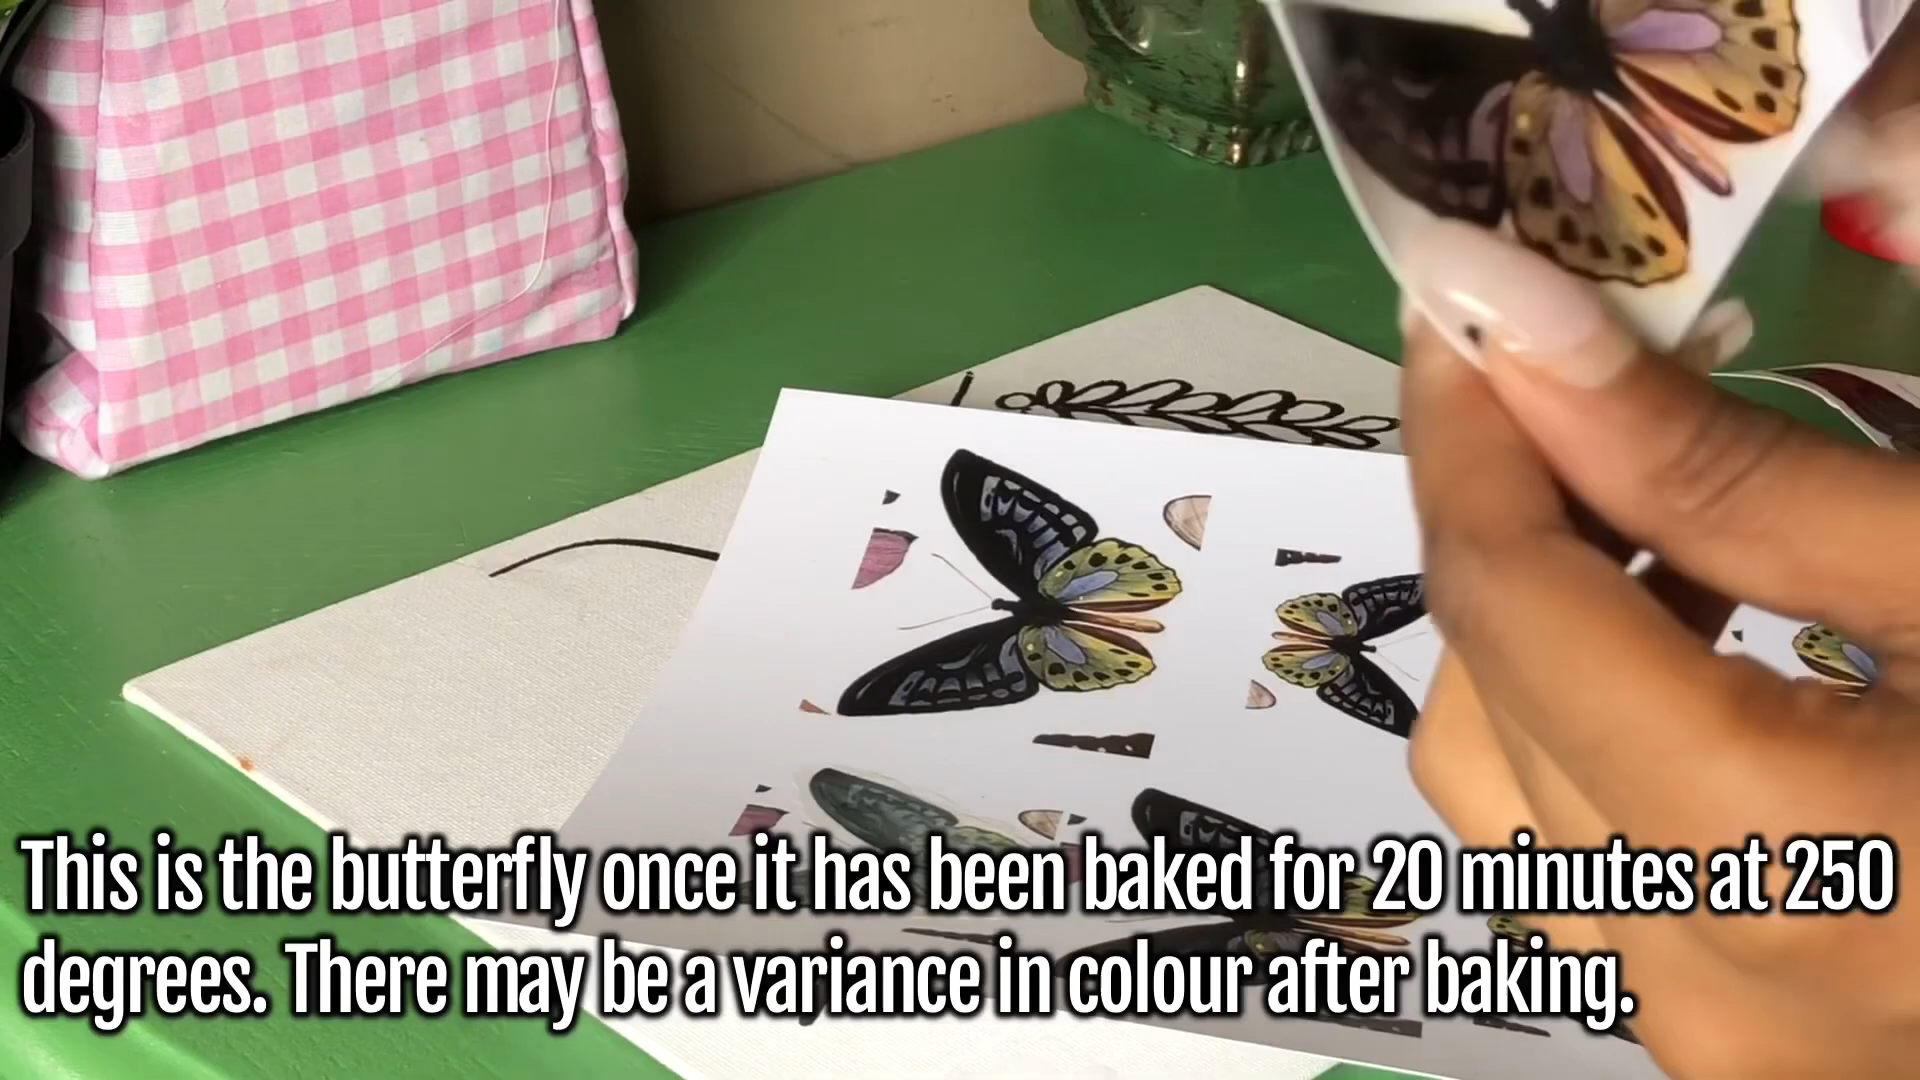 This is the butterfly once it has been baked for 20 minutes at 250
degrees. There may be a variance in colour after baking.